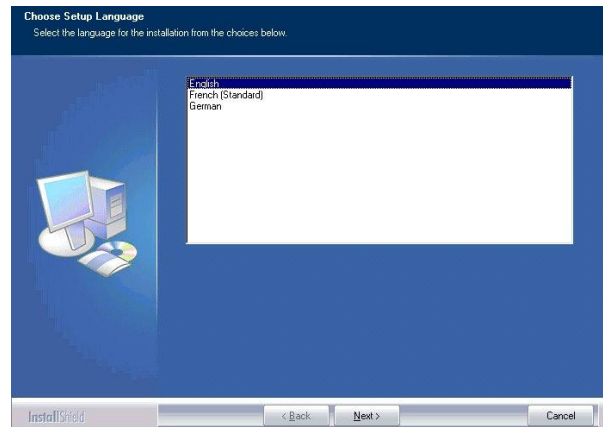 Choose Setup Language
Select the language for the installation from the choices below.
English
French (Standard)
German
InstallShield
< Back
Next >
Cancel